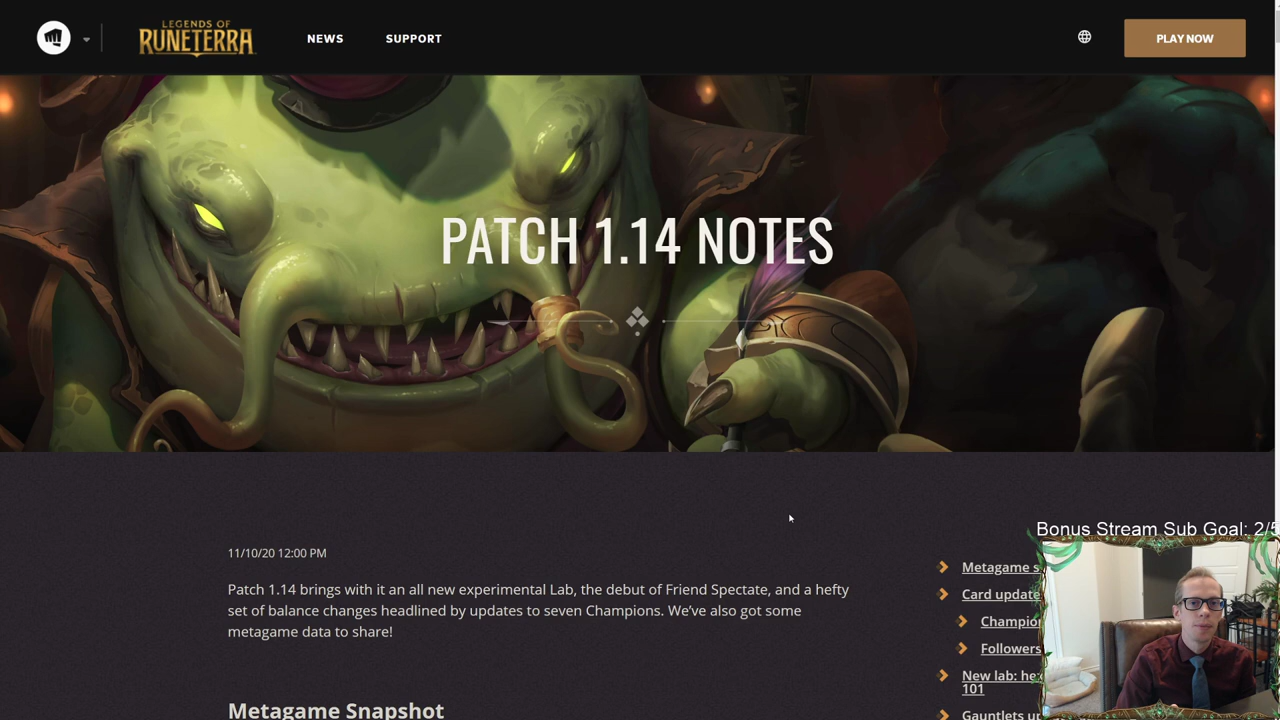 LEGENDS OF
RUNETERRA
NEWS
SUPPORT
PLAY NOW
PATCH 1.14 NOTES
11/10/20 12:00 PM
Patch 1.14 brings with it an all new experimental Lab, the debut of Friend Spectate, and a hefty
set of balance changes headlined by updates to seven Champions. We've also got some
metagame data to share!
Metagame Snapshot
Metagame s
Card update
Champio
Followers
New lab: he
101
Gauntlets u
Bonus Stream Sub Goal: 2/5